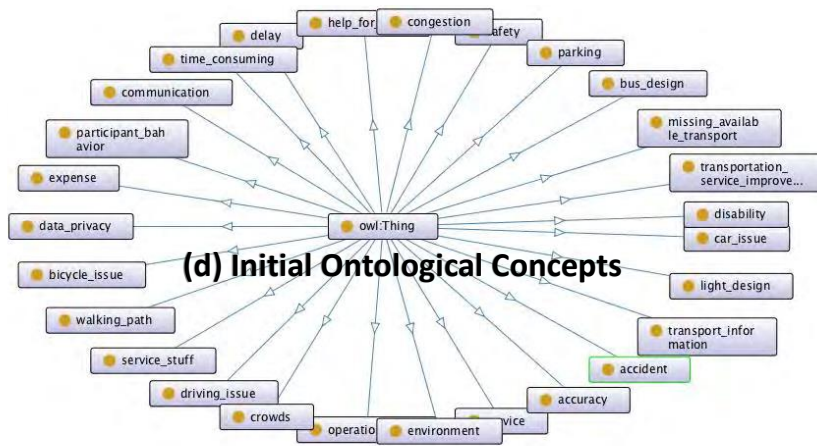 help_for_
congestion
delay
afety
time_consuming
parking
communication
bus_design
participant_bah
avior
missing_availab
le_transport
expense
transportation_
service_improve...
data_privacy
owl:Thing
disability
car_issue
bicycle_issue
(d) Initial Ontological Concepts
light_design
walking_path
transport_infor
mation
service_stuff
accident
driving_issue
accuracy
crowds
operatio
environment
vice